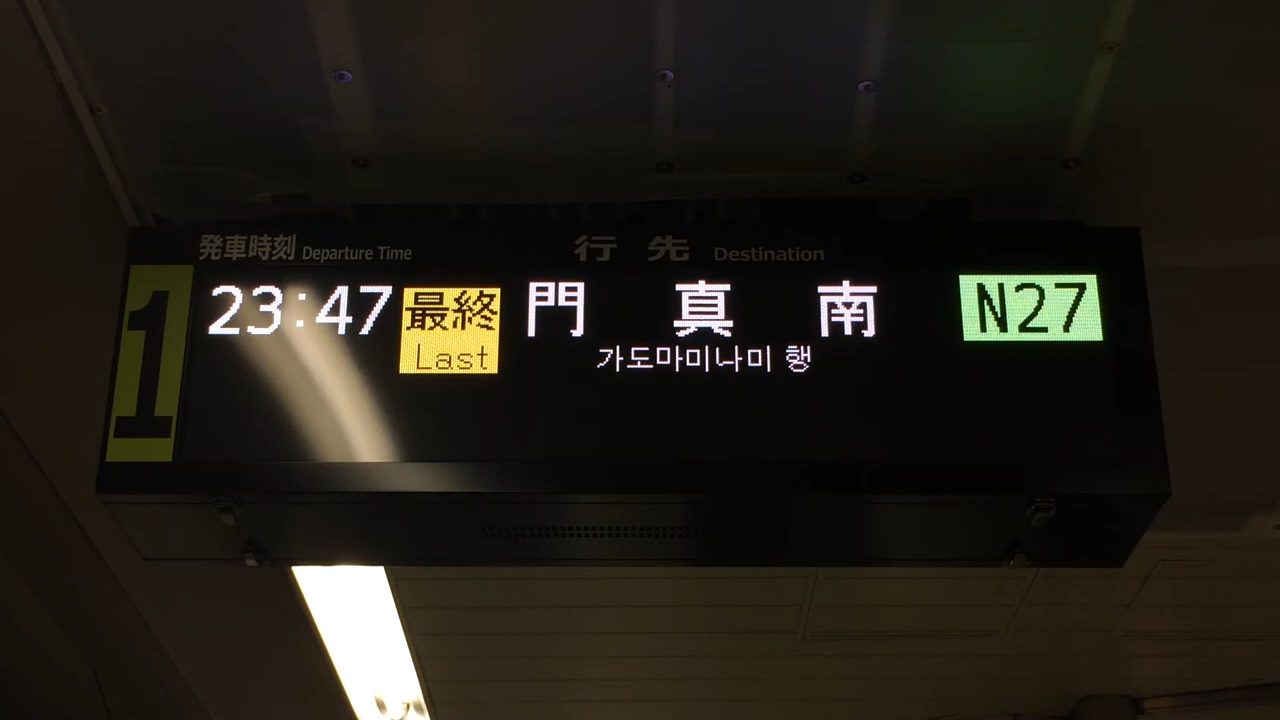 発車時刻 Departure Time 行先 Destination
1 23:47 最終 Last 門真南 N27
가도마미나미 행